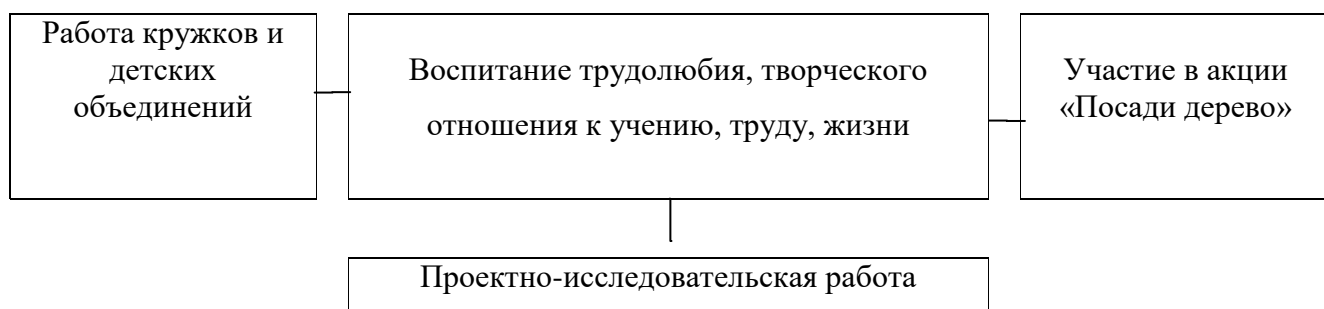 Работа кружков и
детских
объединений
Воспитание трудолюбия, творческого
отношения к учению, труду, жизни
Участие в акции
«Посади дерево»
Проектно-исследовательская работа